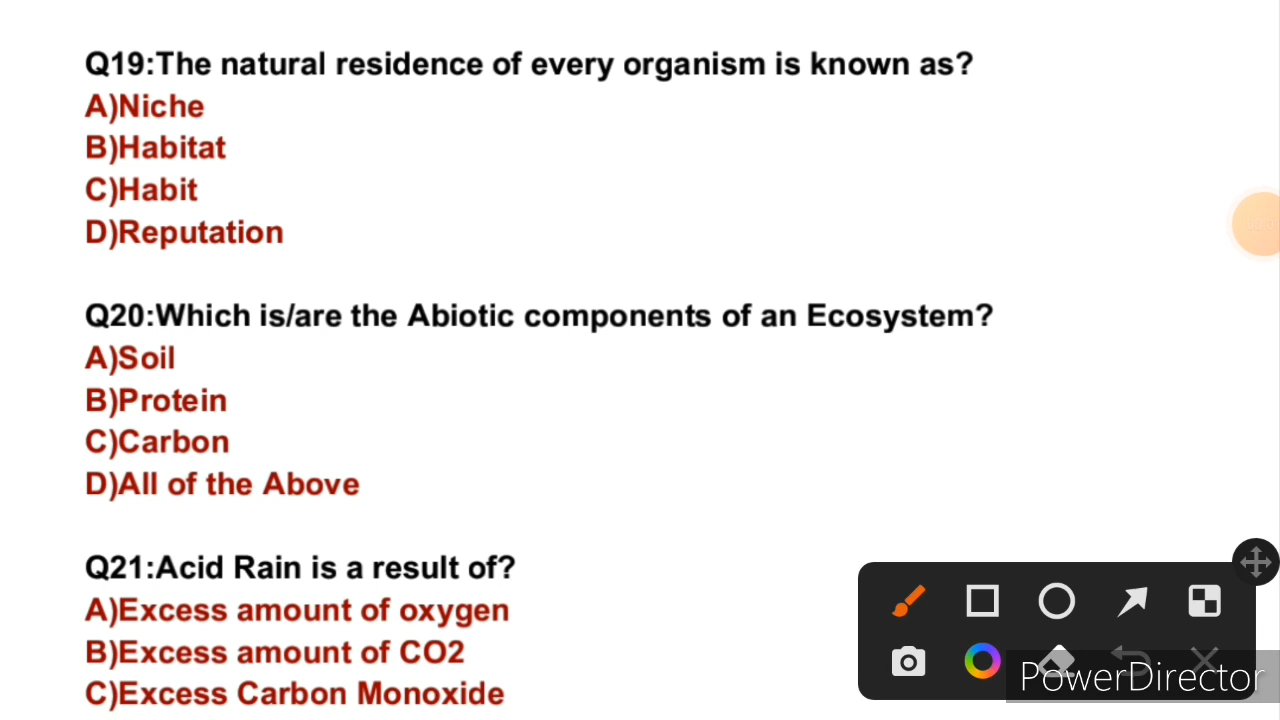 Q19:The natural residence of every organism is known as?
A)Niche
B)Habitat
C)Habit
D)Reputation
Q20:Which is/are the Abiotic components of an Ecosystem?
A)Soil
B)Protein
C)Carbon
D)All of the Above
Q21:Acid Rain is a result of?
A)Excess amount of oxygen
B)Excess amount of CO2
C)Excess Carbon Monoxide
PowerDirector